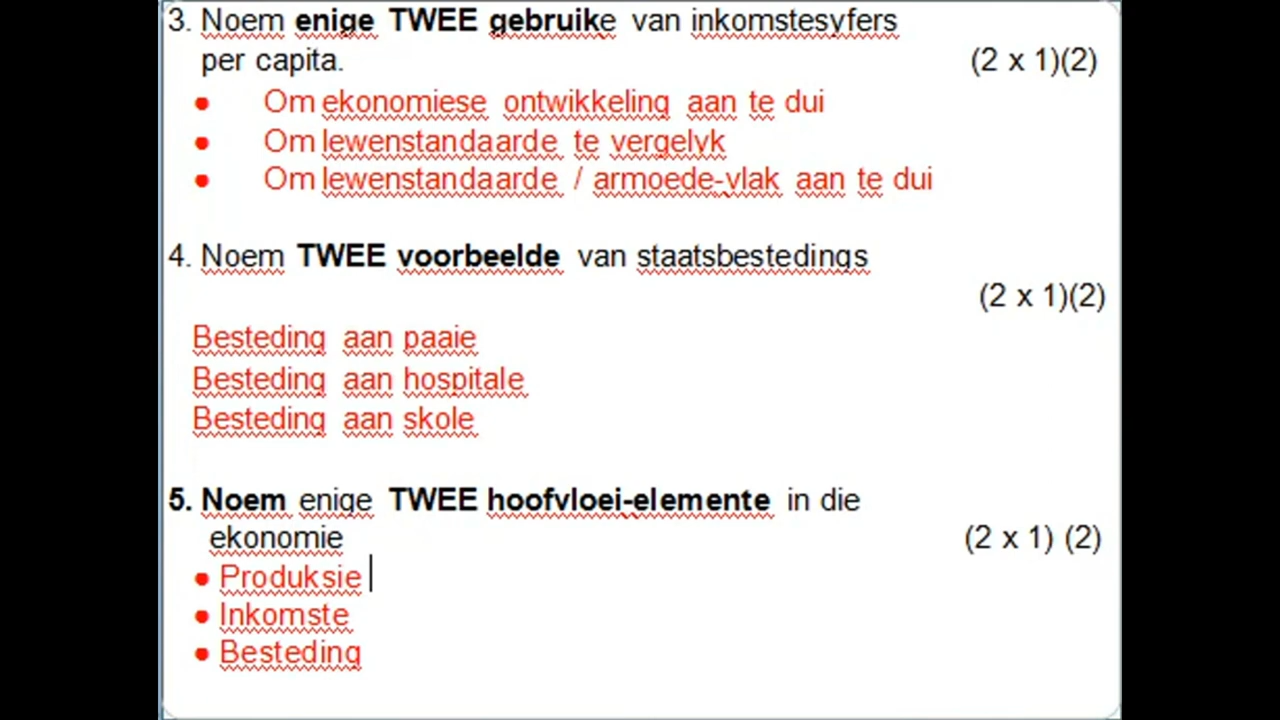 3. Noem enige TWEE gebruike van inkomstesyfers
per capita. (2 x 1)(2)
• Om ekonomiese ontwikkeling aan te dui
• Om lewenstandaarde te vergelyk
• Om lewenstandaarde / armoede-vlak aan te dui
4. Noem TWEE voorbeelde van staatsbestedings
(2 x 1)(2)
Besteding aan paaie
Besteding aan hospitale
Besteding aan skole
5. Noem enige TWEE hoofvloei-elemente in die
ekonomie (2 x 1) (2)
• Produksie
• Inkomste
• Besteding